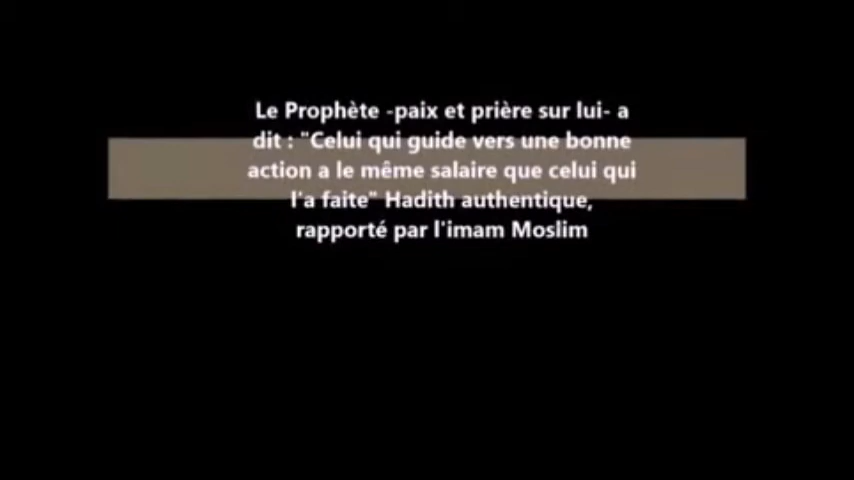 Le Prophète -paix et prière sur lui- a
dit : "Celui qui guide vers une bonne
action a le même salaire que celui qui
l'a faite" Hadith authentique,
rapporté par l'imam Moslim